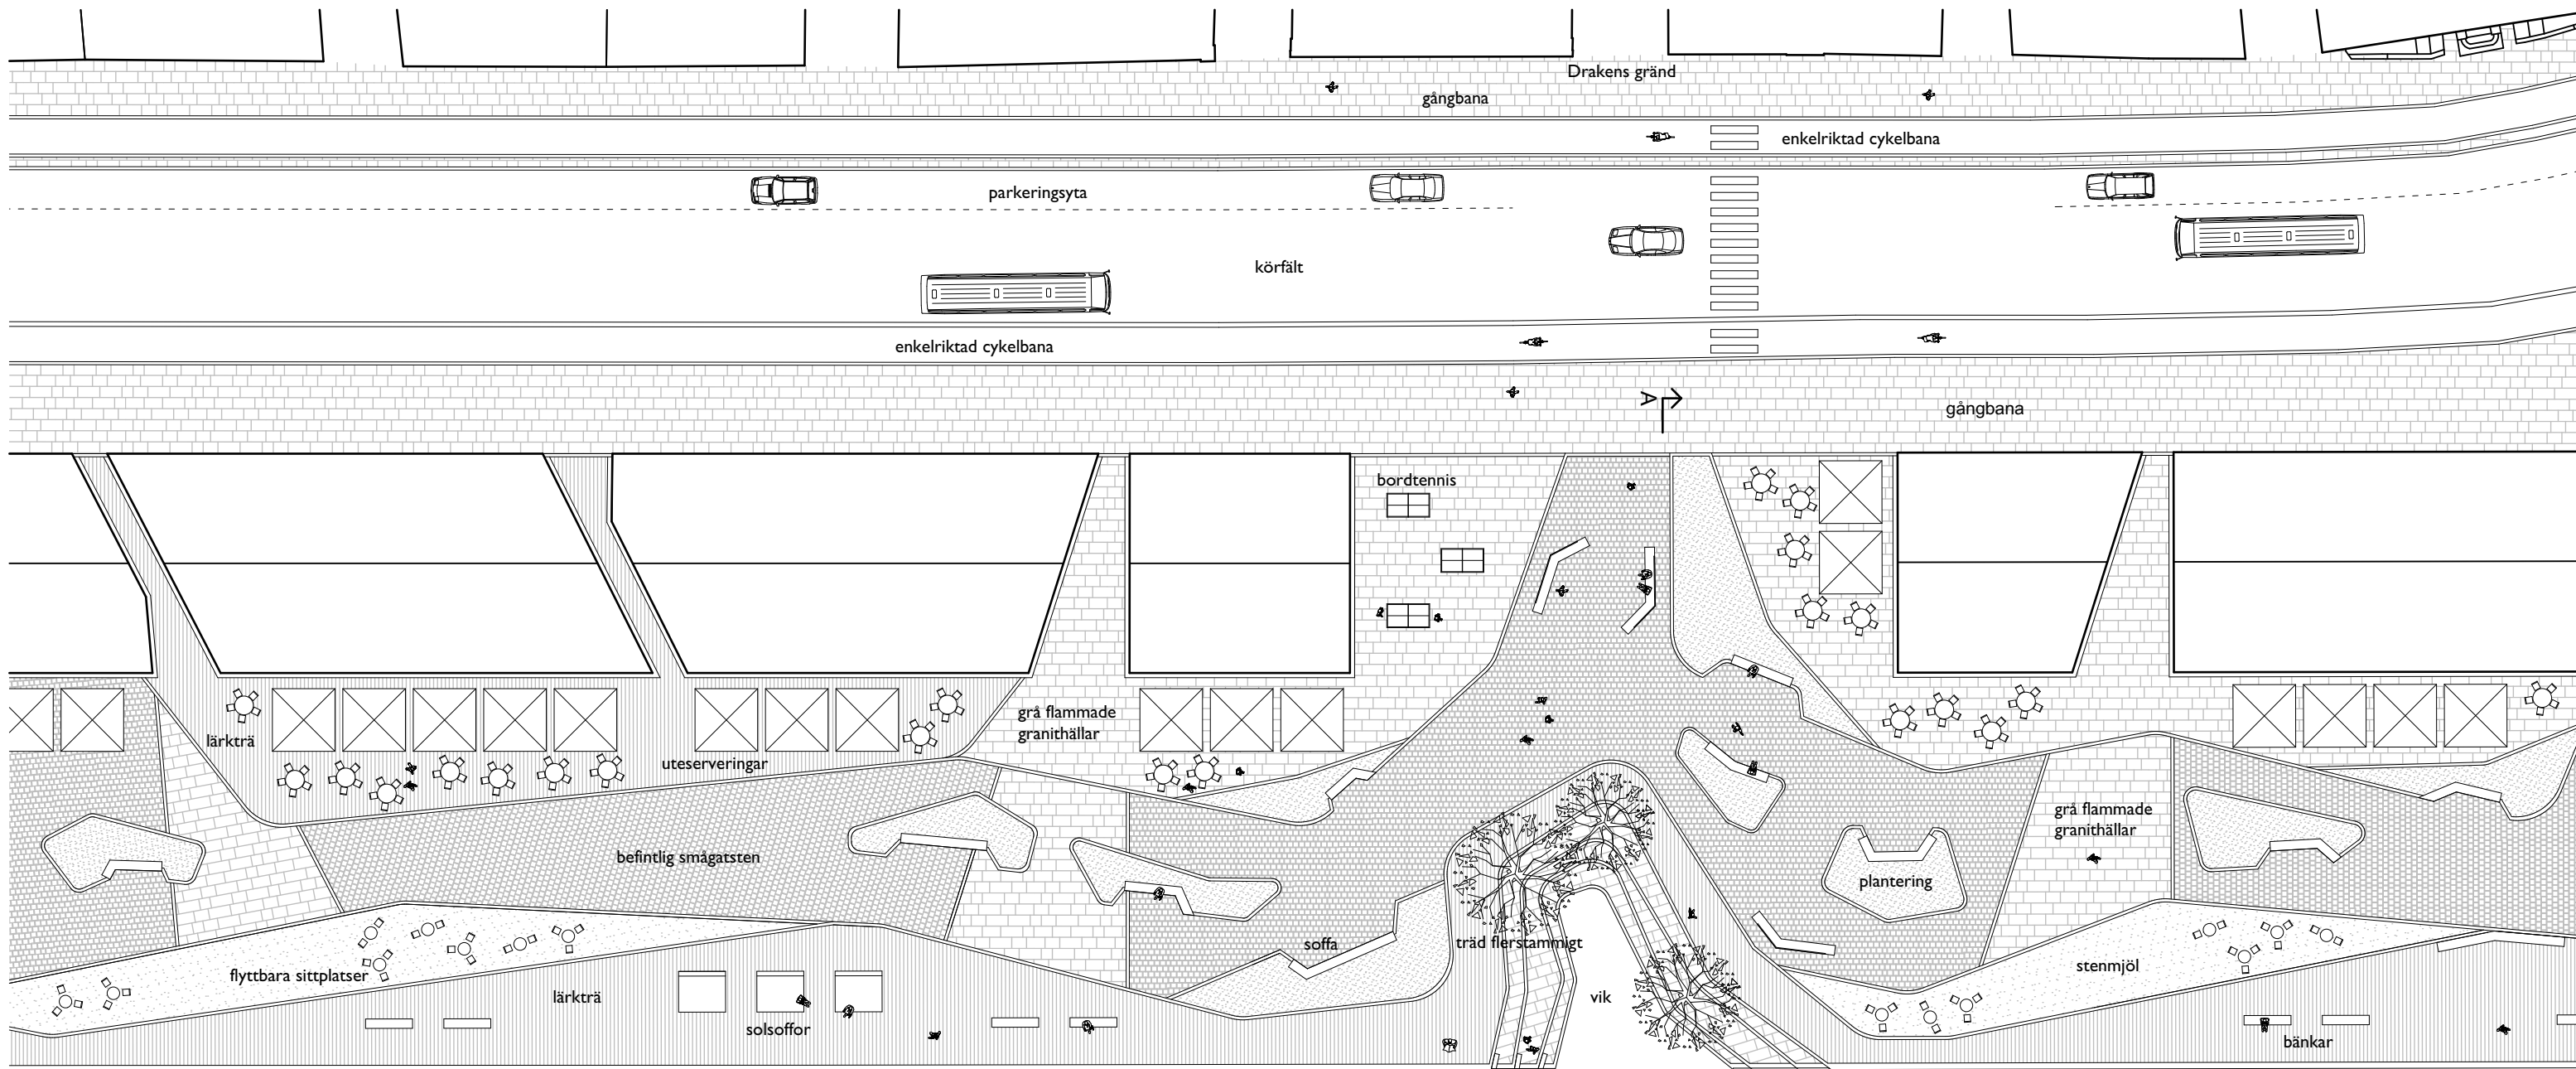 Drakens gränd
gångbana
enkelriktad cykelbana
parkeringsyta
körfält
enkelriktad cykelbana
A
gångbana
bordtennis
grå flammade
granithällar
lärkträ
uteserveringar
grå flammade
granithällar
befintlig smågatsten
plantering
soffa
träd flerstammigt
flyttbara sittplatser
stenmjöl
lärkträ
vik
solsoffor
bänkar